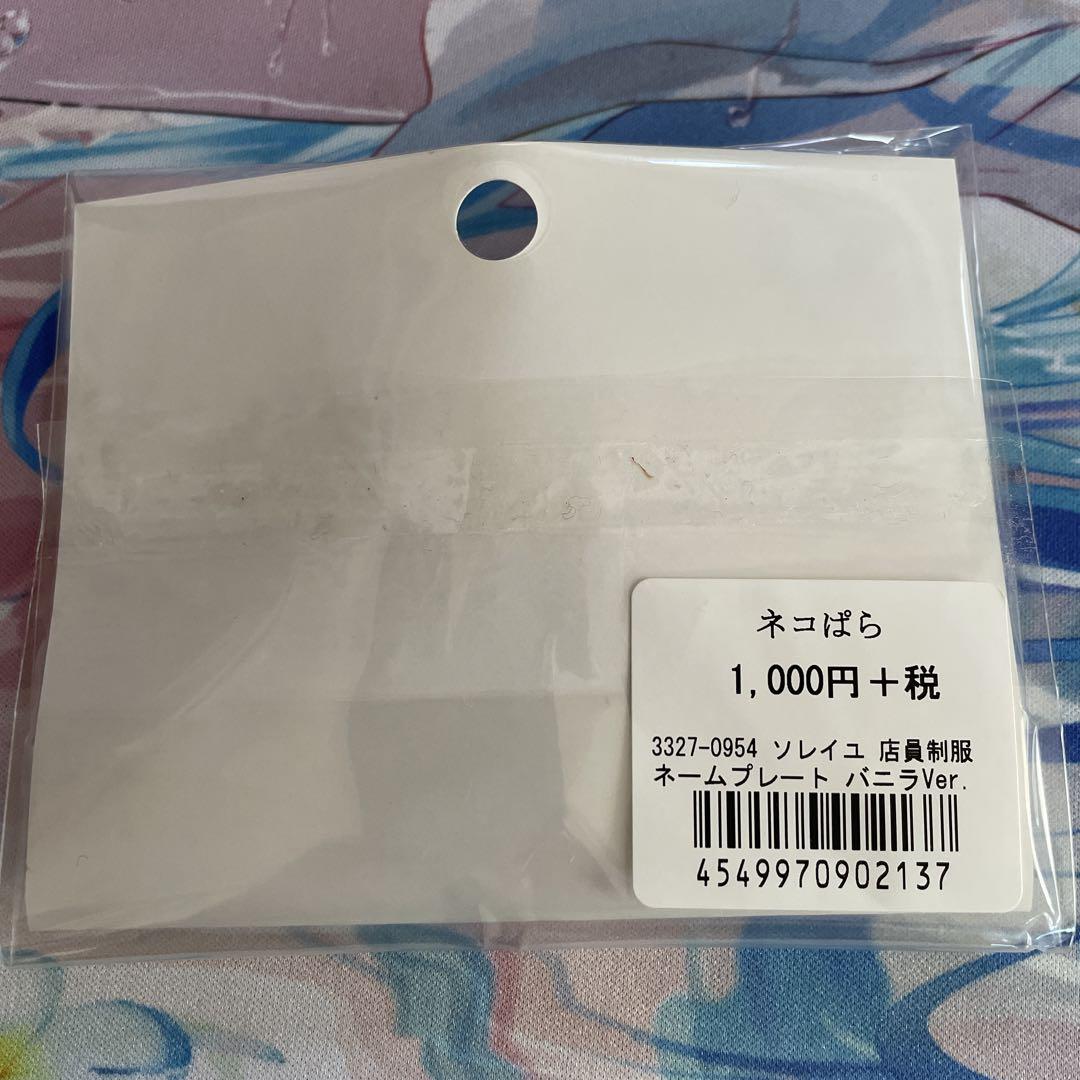 ネコぱら
1,000円＋税
3327-0954 ソレイユ 店員制服
ネームプレート バニラVer.
4549970902137